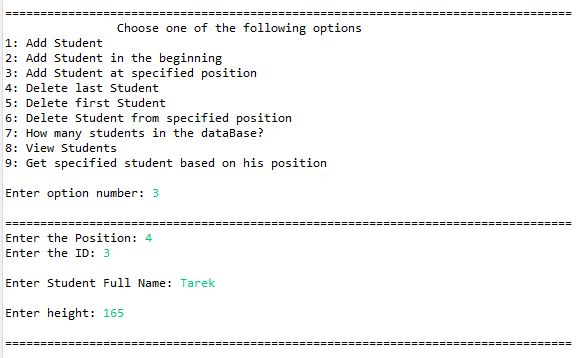 ================================================================================
Choose one of the following options
1: Add Student
2: Add Student in the beginning
3: Add Student at specified position
4: Delete last Student
5: Delete first Student
6: Delete Student from specified position
7: How many students in the dataBase?
8: View Students
9: Get specified student based on his position
Enter option number: 3
================================================================================
Enter the Position: 4
Enter the ID: 3
Enter Student Full Name: Tarek
Enter height: 165
================================================================================